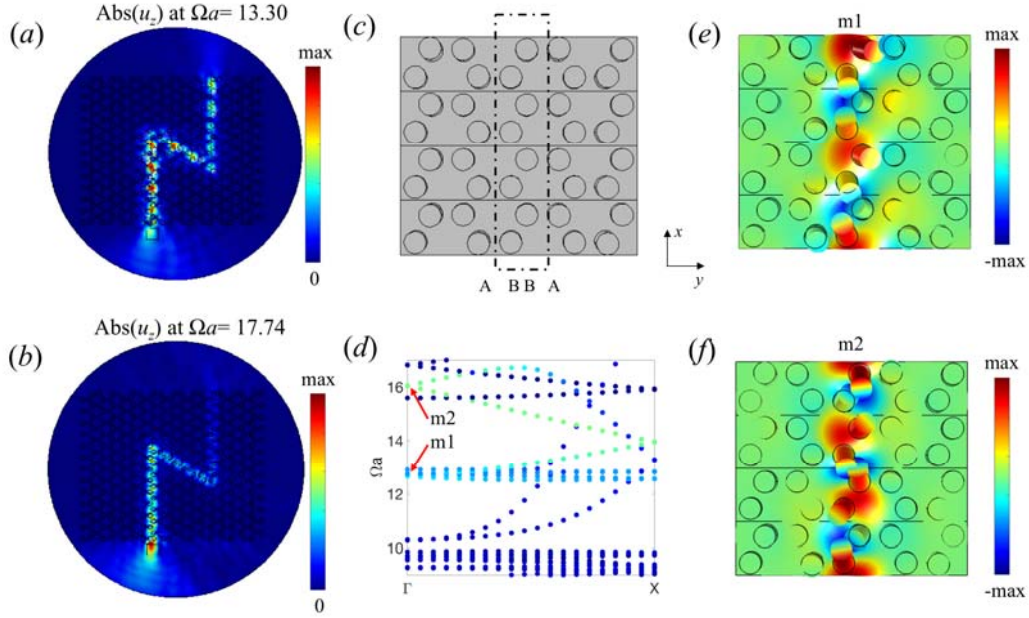 Abs(u_z) at Ωa= 13.30
(a)
max
0
(b)
Abs(u_z) at Ωa= 17.74
max
0
(c)
A B B A
x
y
(d)
16
14
12
10
Ωa
m2
m1
Γ
X
(e)
m1
max
-max
(f)
m2
max
-max